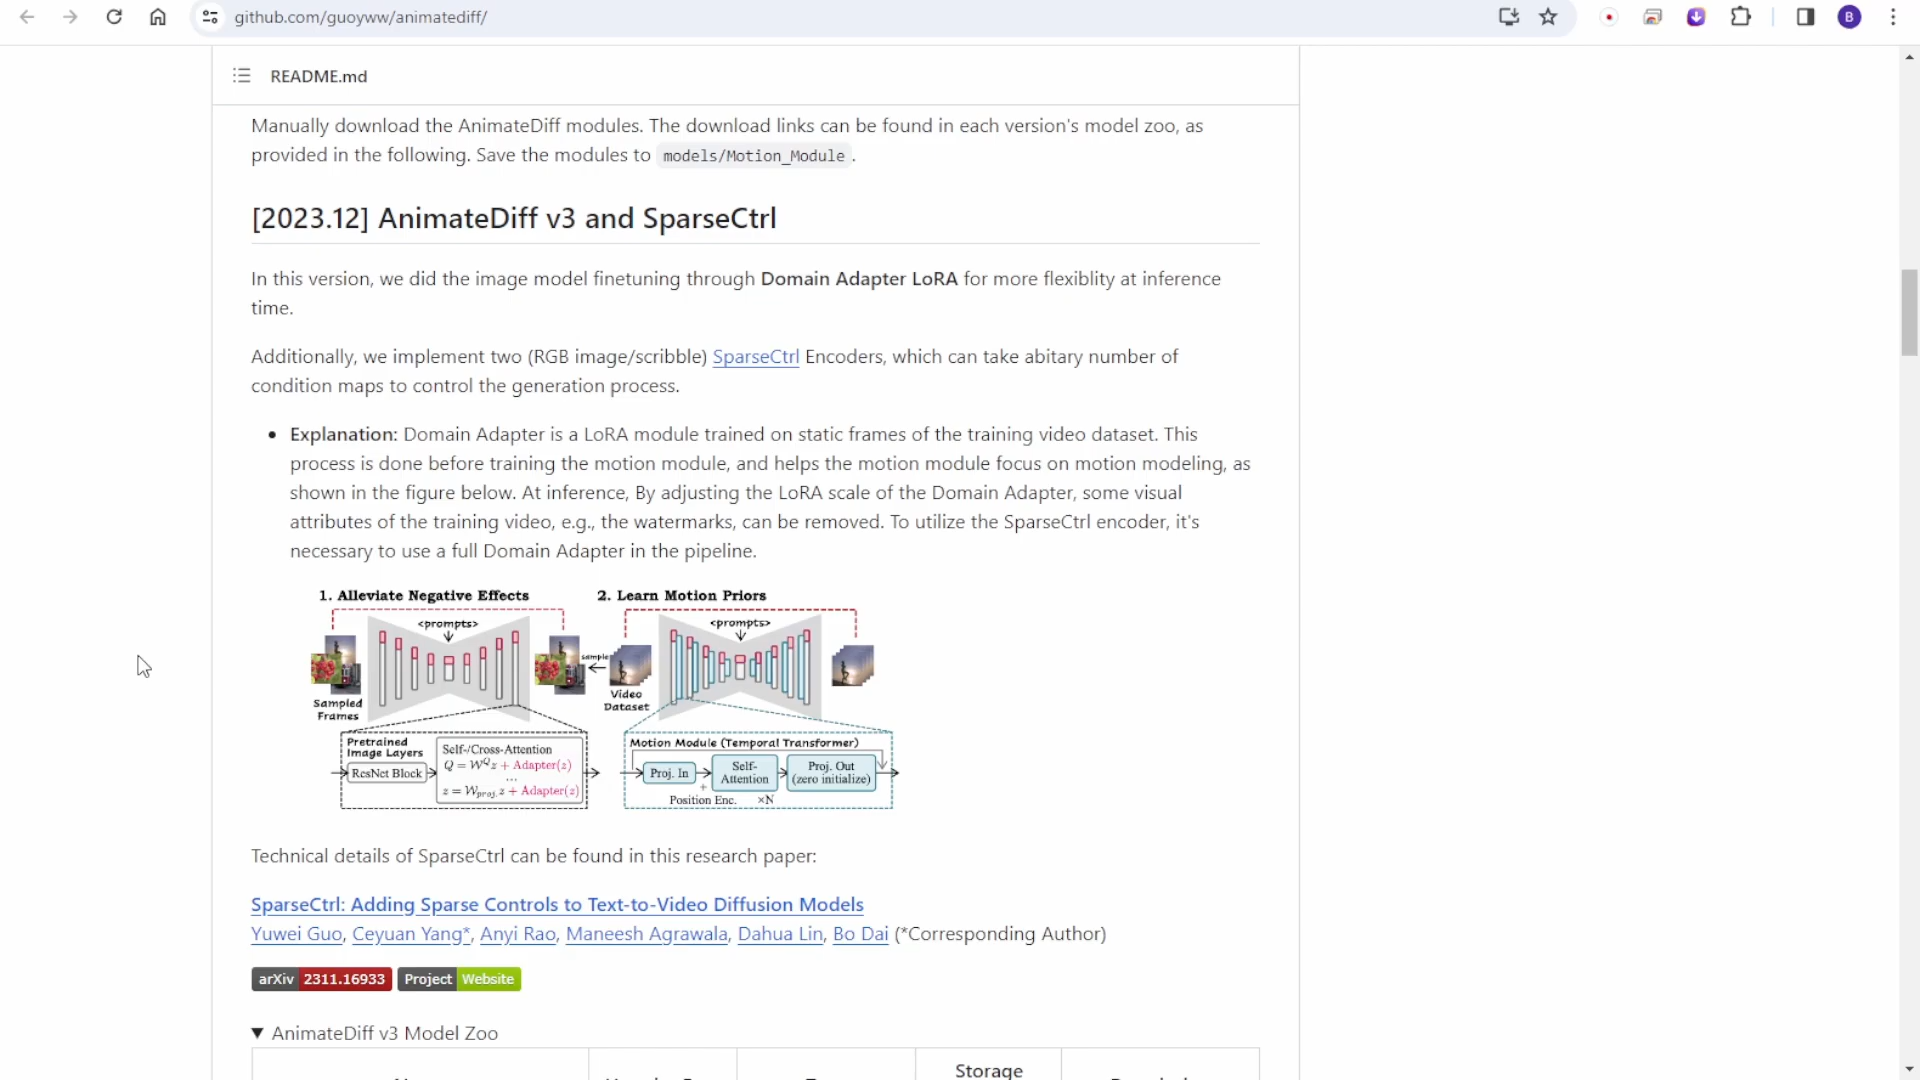 github.com/guoyww/animatediff/
B
README.md
Manually download the AnimateDiff modules. The download links can be found in each version's model zoo, as
provided in the following. Save the modules to models/Motion_Module .
[2023.12] AnimateDiff v3 and SparseCtrl
In this version, we did the image model finetuning through Domain Adapter LoRA for more flexiblity at inference
time.
Additionally, we implement two (RGB image/scribble) SparseCtrl Encoders, which can take abitary number of
condition maps to control the generation process.
• Explanation: Domain Adapter is a LoRA module trained on static frames of the training video dataset. This
process is done before training the motion module, and helps the motion module focus on motion modeling, as
shown in the figure below. At inference, By adjusting the LoRA scale of the Domain Adapter, some visual
attributes of the training video, e.g., the watermarks, can be removed. To utilize the SparseCtrl encoder, it's
necessary to use a full Domain Adapter in the pipeline.
1. Alleviate Negative Effects
2. Learn Motion Priors
<prompts>
<prompts>
sample
Sampled
Frames
Video
Dataset
Pretrained
Image Layers
ResNet Block
Self-/Cross-Attention
Q = W^Q z + Adapter(z)
...
z = W_proj. z + Adapter(z)
Motion Module (Temporal Transformer)
Proj. In
Self-
Attention
Proj. Out
(zero initialize)
+
Position Enc.
×N
Technical details of SparseCtrl can be found in this research paper:
SparseCtrl: Adding Sparse Controls to Text-to-Video Diffusion Models
Yuwei Guo, Ceyuan Yang*, Anyi Rao, Maneesh Agrawala, Dahua Lin, Bo Dai (*Corresponding Author)
arXiv 2311.16933 Project Website
▼ AnimateDiff v3 Model Zoo
Storage